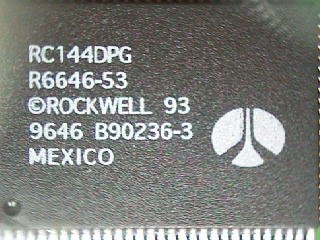 RC144DPG
R6646-53
©ROCKWELL 93
9646 B90236-3
MEXICO